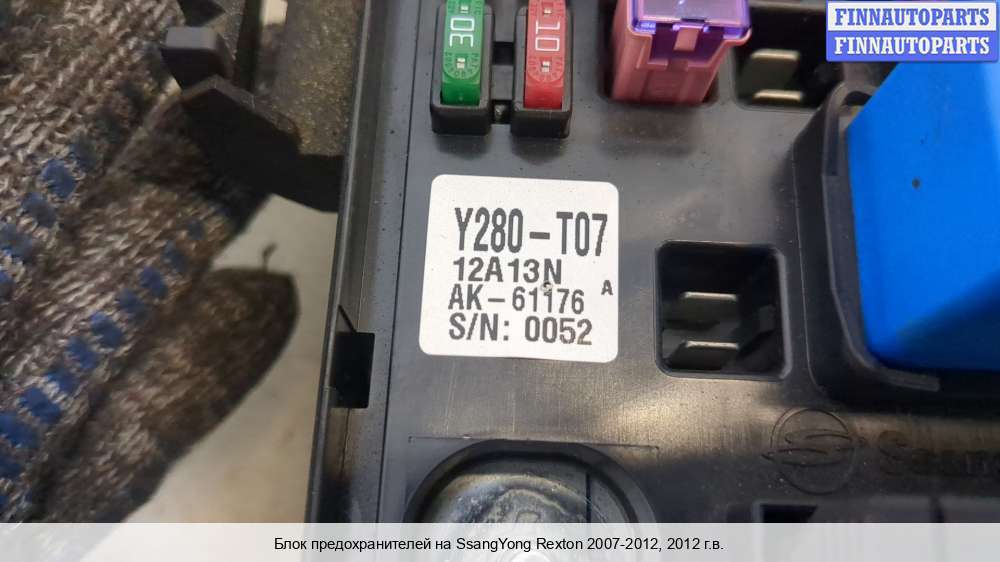 FINNAUTOPARTS
FINNAUTOPARTS
30
10
Y280-T07
12A13N
AK-61176 A
S/N: 0052
Блок предохранителей на SsangYong Rexton 2007-2012, 2012 г.в.